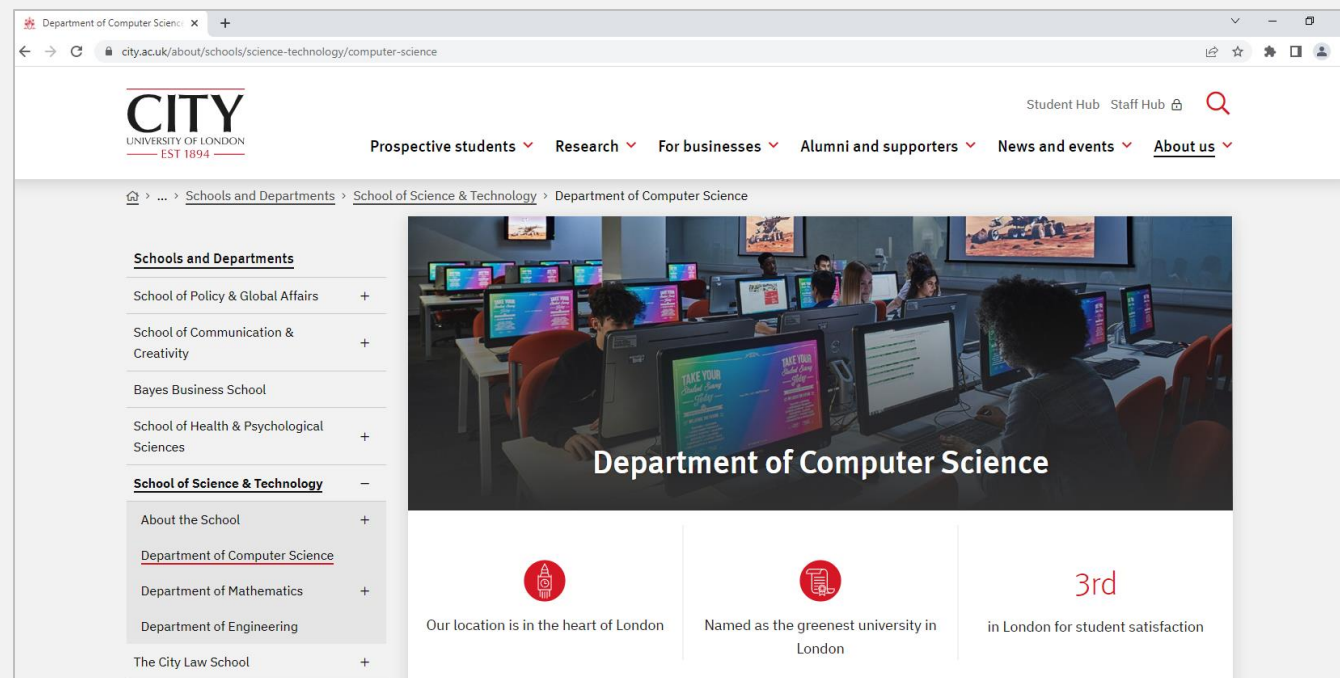 Department of Computer Science
city.ac.uk/about/schools/science-technology/computer-science
CITY
UNIVERSITY OF LONDON
EST 1894
Student Hub Staff Hub
Prospective students Research For businesses Alumni and supporters News and events About us
... Schools and Departments School of Science & Technology Department of Computer Science
Schools and Departments
School of Policy & Global Affairs +
School of Communication &
Creativity +
Bayes Business School
School of Health & Psychological
Sciences +
School of Science & Technology −
About the School +
Department of Computer Science
Department of Mathematics +
Department of Engineering
The City Law School +
TAKE YOUR
TAKE YOUR
Department of Computer Science
Our location is in the heart of London
Named as the greenest university in
London
3rd
in London for student satisfaction